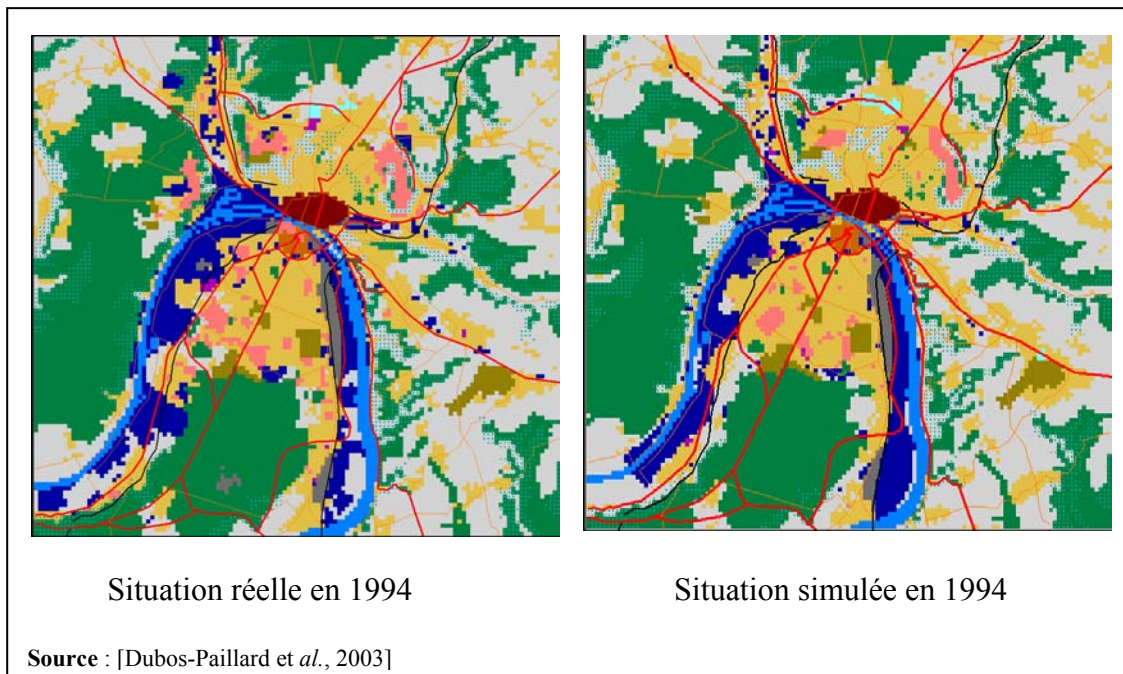 Situation réelle en 1994
Situation simulée en 1994
Source : [Dubos-Paillard et al., 2003]